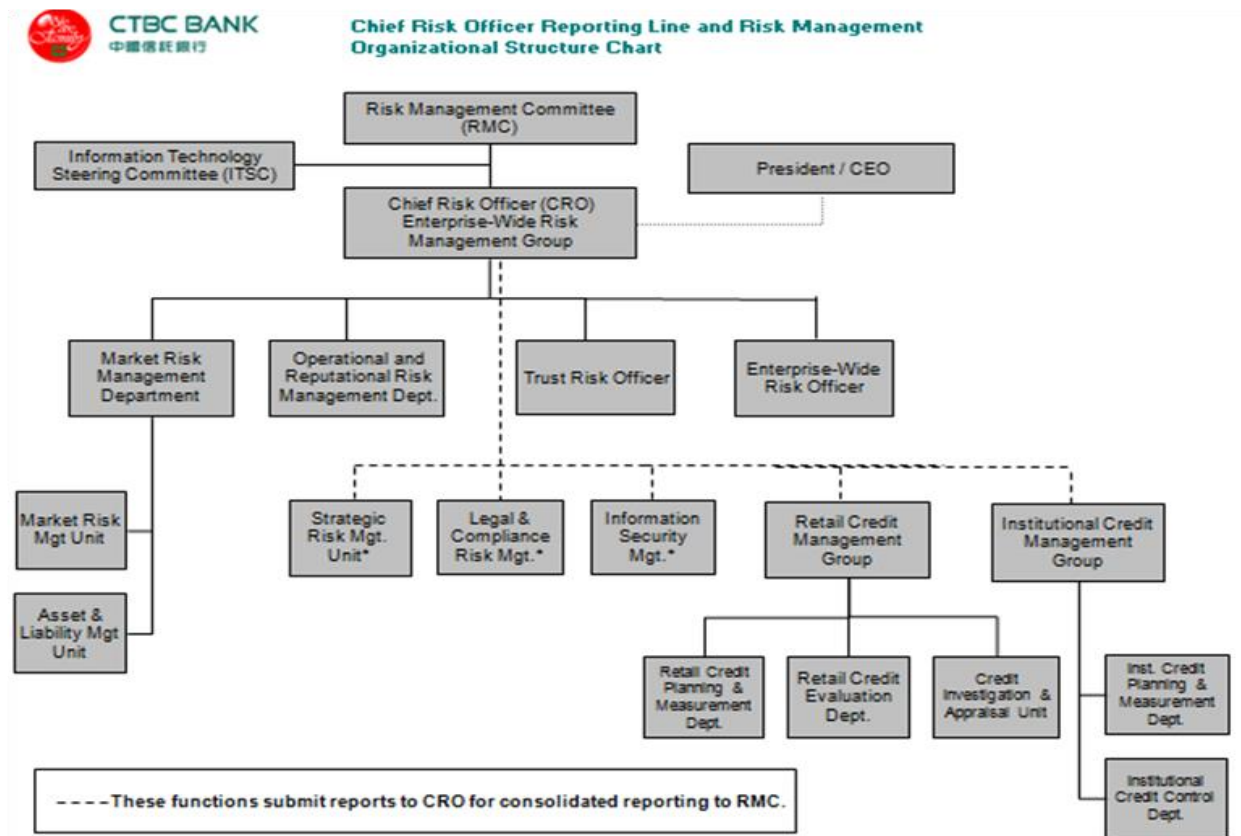 CTBC BANK
中國信託銀行
Chief Risk Officer Reporting Line and Risk Management
Organizational Structure Chart
Risk Management Committee
(RMC)
Information Technology
Steering Committee (ITSC)
President / CEO
Chief Risk Officer (CRO)
Enterprise-Wide Risk
Management Group
Market Risk
Management
Department
Operational and
Reputational Risk
Management Dept.
Trust Risk Officer
Enterprise-Wide
Risk Officer
Market Risk
Mgt Unit
Strategic
Risk Mgt.
Unit*
Legal &
Compliance
Risk Mgt.*
Information
Security
Mgt.*
Retail Credit
Management
Group
Institutional Credit
Management
Group
Asset &
Liability Mgt
Unit
Retail Credit
Planning &
Measurement
Dept.
Retail Credit
Evaluation
Dept.
Credit
Investigation &
Appraisal Unit
Inst. Credit
Planning &
Measurement
Dept.
Institutional
Credit Control
Dept.
----These functions submit reports to CRO for consolidated reporting to RMC.